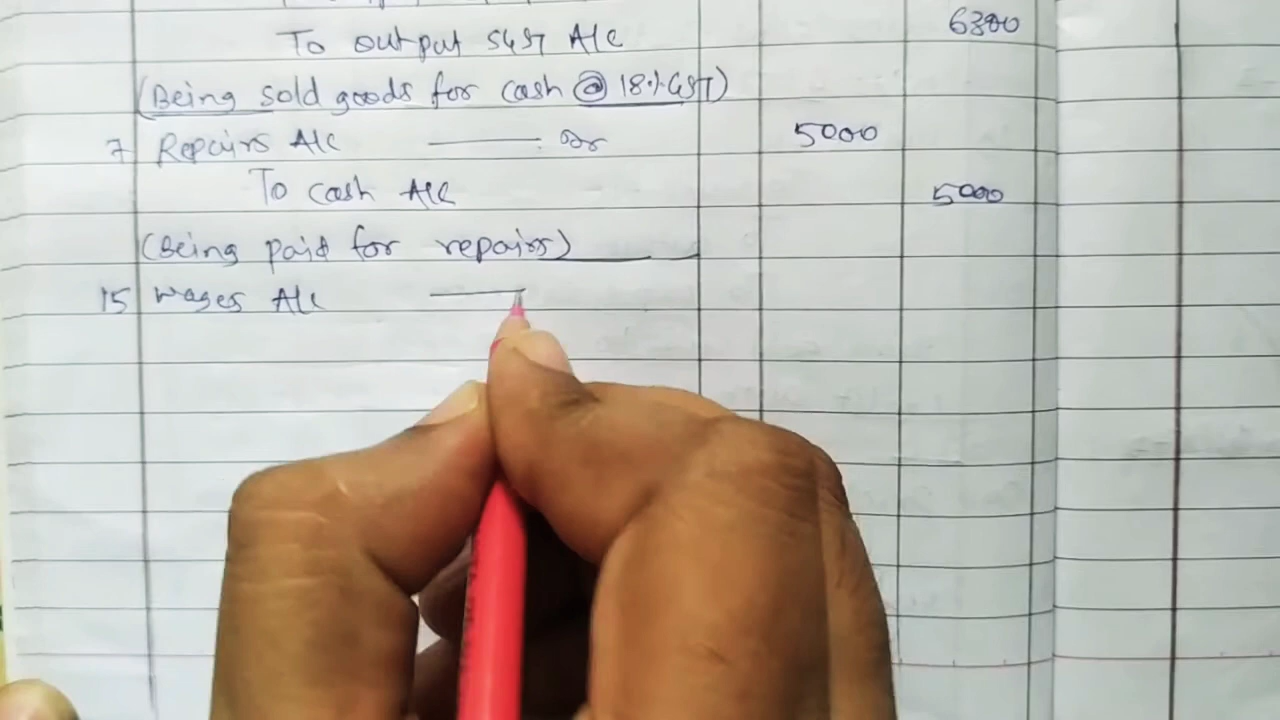 To output SGST A/c 6300
(Being sold goods for cash @ 18% GST)
7 Repairs A/c ——— Dr 5000
To cash A/c 5000
(Being paid for repairs)
15 wages A/c ———